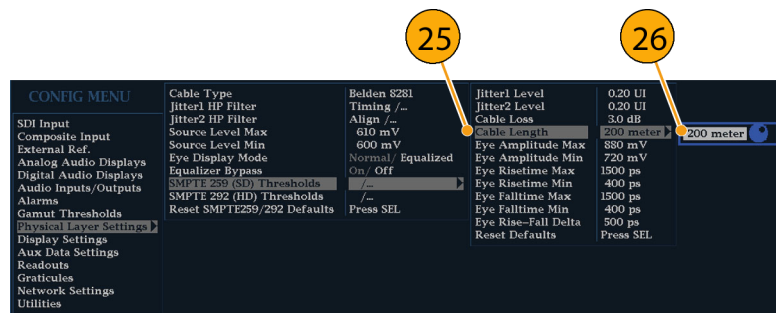 25
26
CONFIG MENU
SDI Input
Composite Input
External Ref.
Analog Audio Displays
Digital Audio Displays
Audio Inputs/Outputs
Alarms
Gamut Thresholds
Physical Layer Settings
Display Settings
Aux Data Settings
Readouts
Graticules
Network Settings
Utilities
Cable Type Belden 8281
Jitter1 HP Filter Timing /...
Jitter2 HP Filter Align /...
Source Level Max 610 mV
Source Level Min 600 mV
Eye Display Mode Normal/ Equalized
Equalizer Bypass On/ Off
SMPTE 259 (SD) Thresholds /...
SMPTE 292 (HD) Thresholds /...
Reset SMPTE259/292 Defaults Press SEL
Jitter1 Level 0.20 UI
Jitter2 Level 0.20 UI
Cable Loss 3.0 dB
Cable Length 200 meter
Eye Amplitude Max 880 mV
Eye Amplitude Min 720 mV
Eye Risetime Max 1500 ps
Eye Risetime Min 400 ps
Eye Falltime Max 1500 ps
Eye Falltime Min 400 ps
Eye Rise–Fall Delta 500 ps
Reset Defaults Press SEL
200 meter